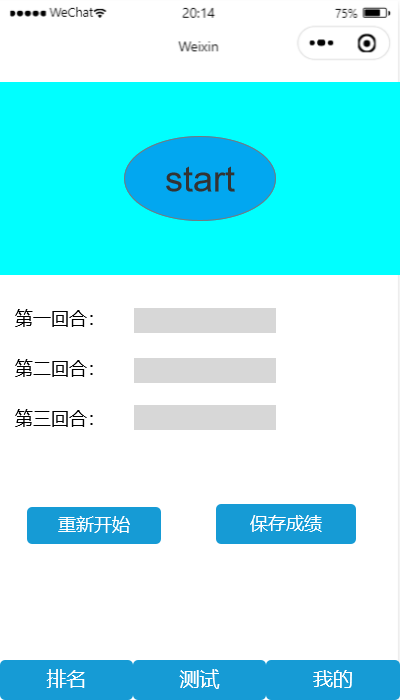 WeChat 20:14 75%
Weixin
start
第一回合：
第二回合：
第三回合：
重新开始 保存成绩
排名 测试 我的